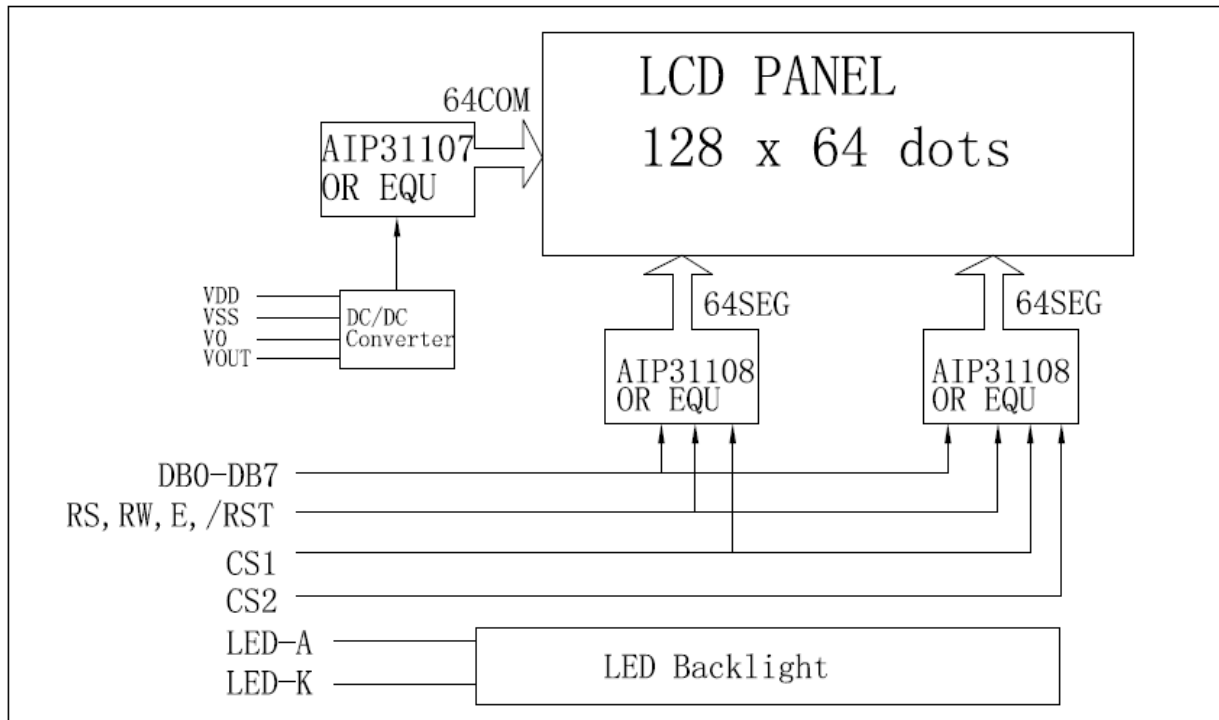 LCD PANEL
128 x 64 dots
64COM
AIP31107
OR EQU
VDD
VSS
VO
VOUT
DC/DC
Converter
64SEG
64SEG
AIP31108
OR EQU
AIP31108
OR EQU
DB0-DB7
RS, RW, E, /RST
CS1
CS2
LED-A
LED-K
LED Backlight